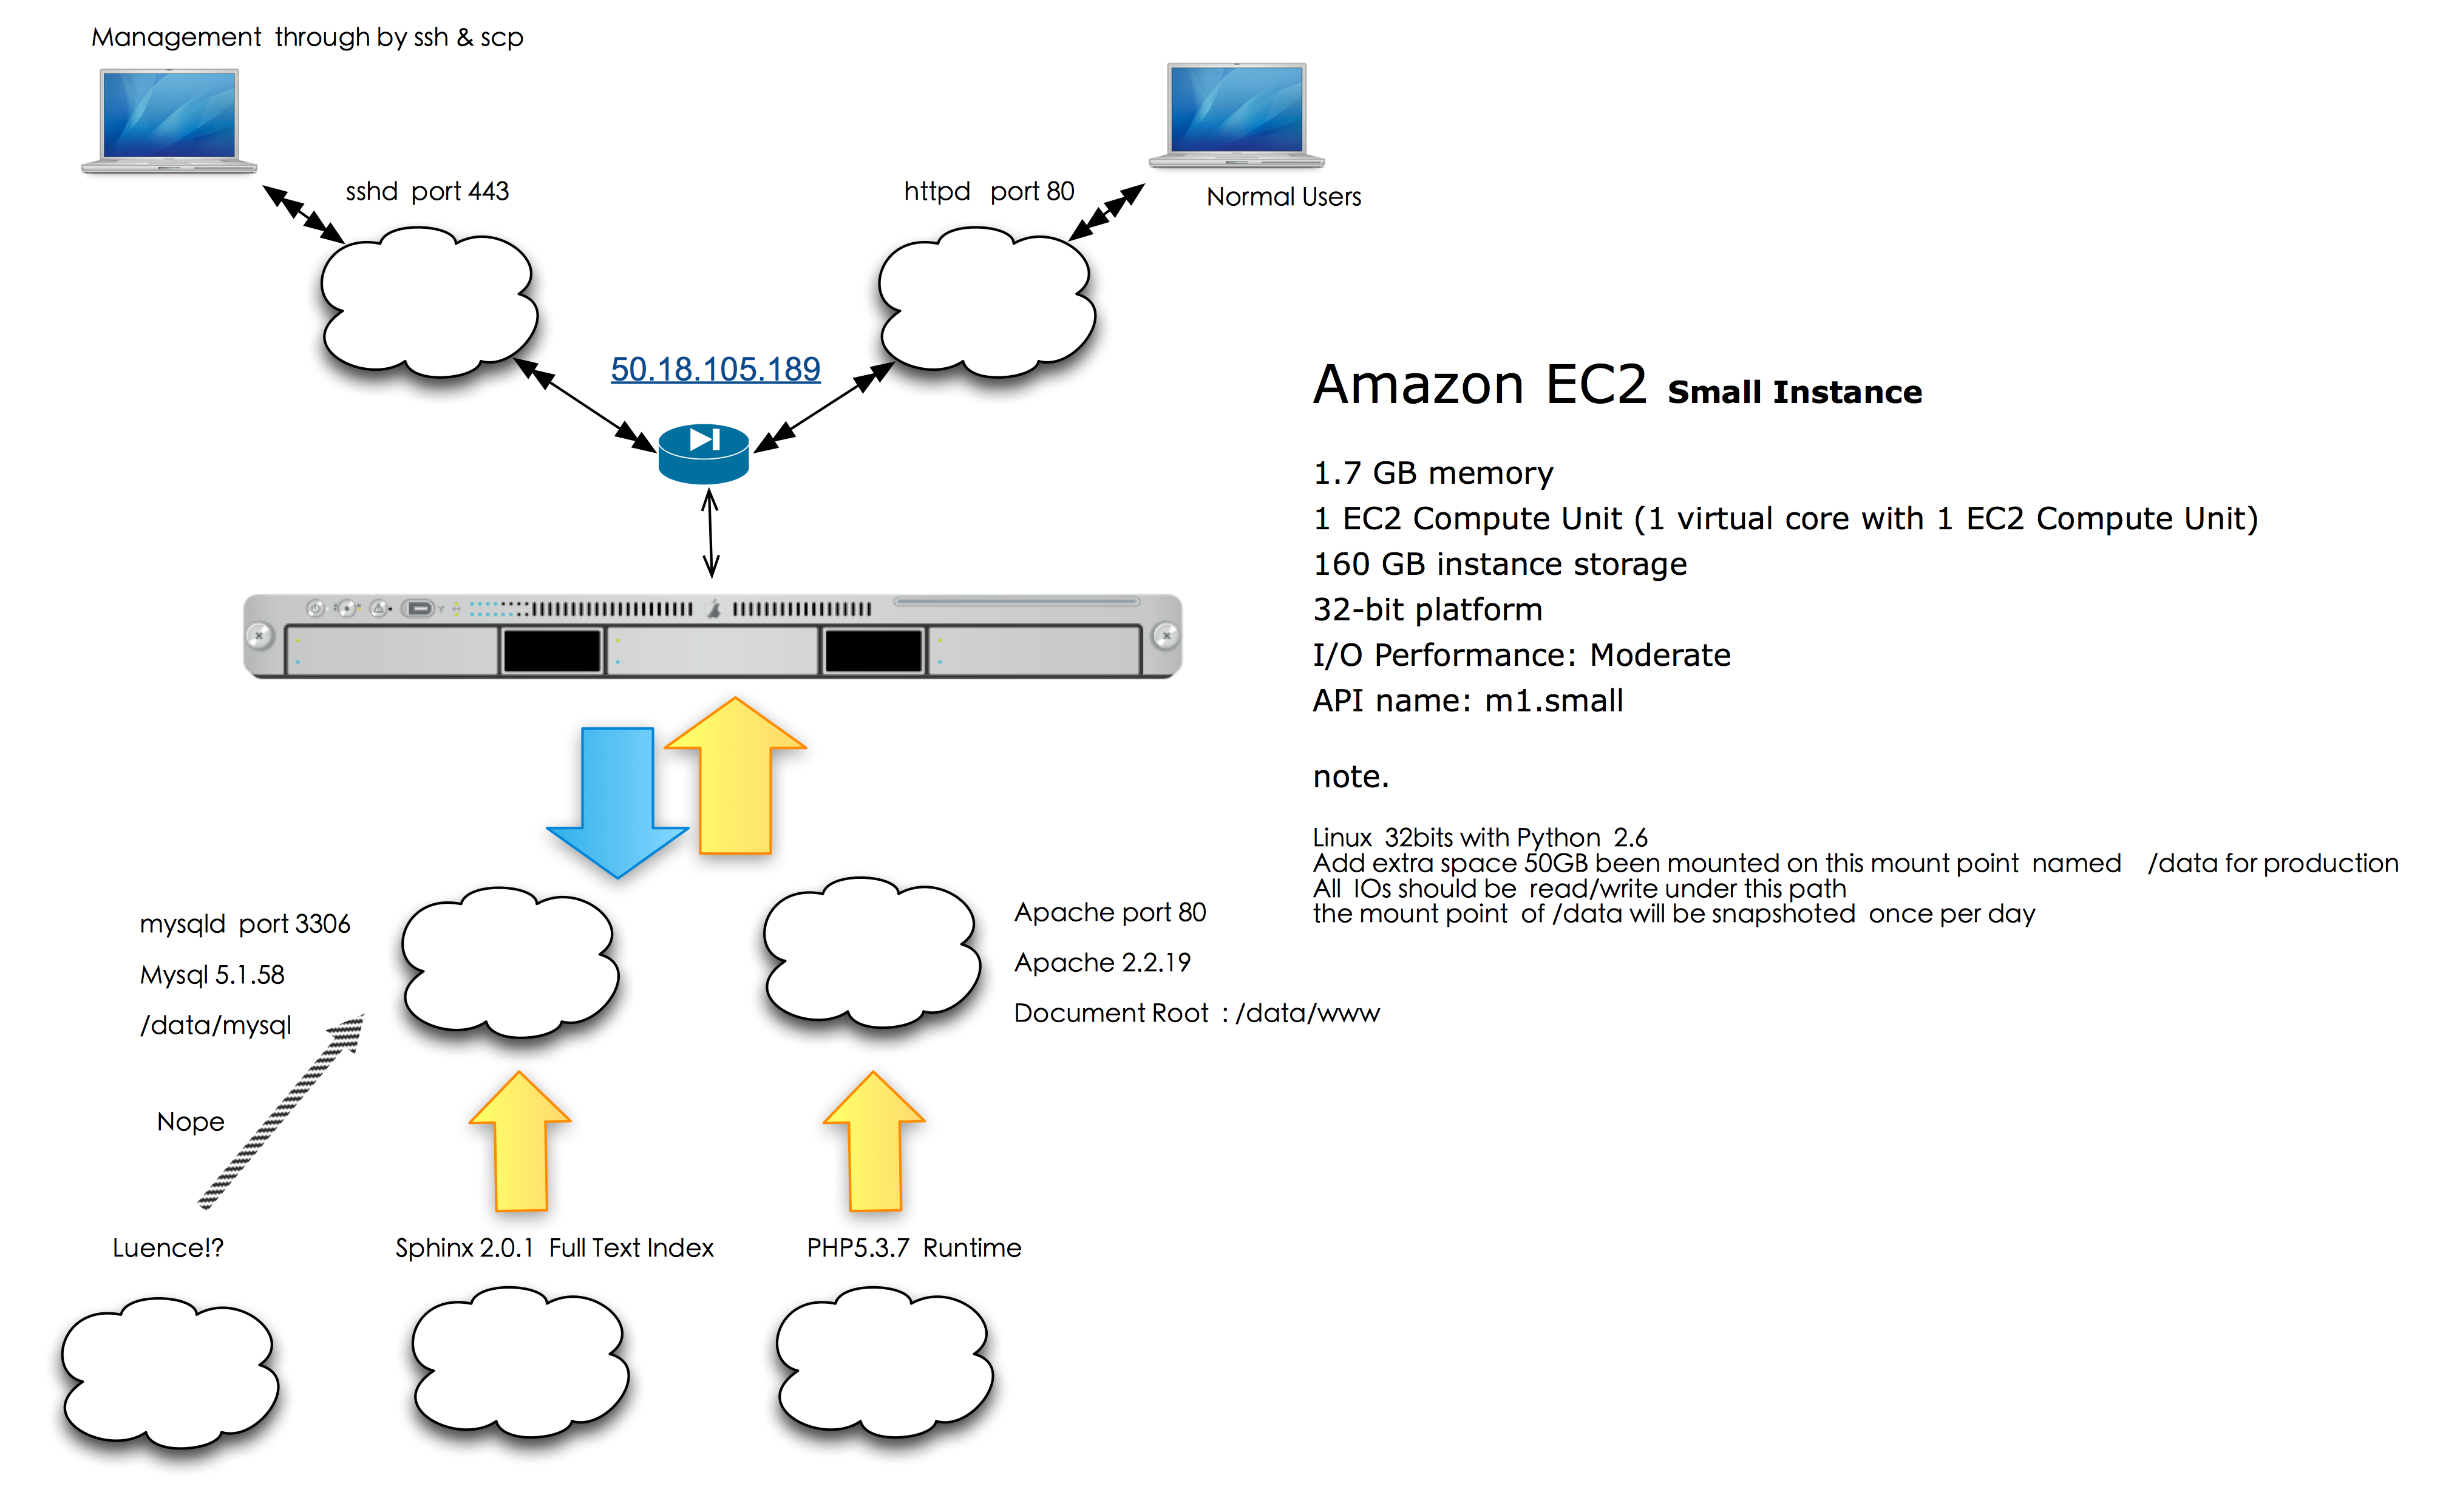 Management through by ssh & scp
sshd port 443
httpd port 80
Normal Users
50.18.105.189
Amazon EC2 Small Instance
1.7 GB memory
1 EC2 Compute Unit (1 virtual core with 1 EC2 Compute Unit)
160 GB instance storage
32-bit platform
I/O Performance: Moderate
API name: m1.small
note.
Linux 32bits with Python 2.6
Add extra space 50GB been mounted on this mount point named /data for production
All IOs should be read/write under this path
the mount point of /data will be snapshoted once per day
mysqld port 3306
Mysql 5.1.58
/data/mysql
Apache port 80
Apache 2.2.19
Document Root : /data/www
Nope
Luence!?
Sphinx 2.0.1 Full Text Index
PHP5.3.7 Runtime